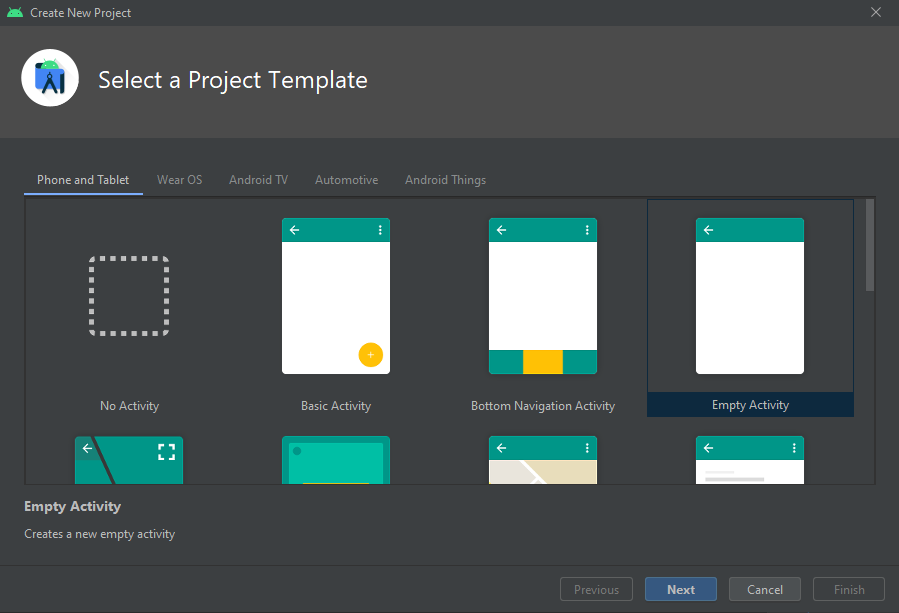 Create New Project
Select a Project Template
Phone and Tablet Wear OS Android TV Automotive Android Things
No Activity Basic Activity Bottom Navigation Activity Empty Activity
Empty Activity
Creates a new empty activity
Previous Next Cancel Finish